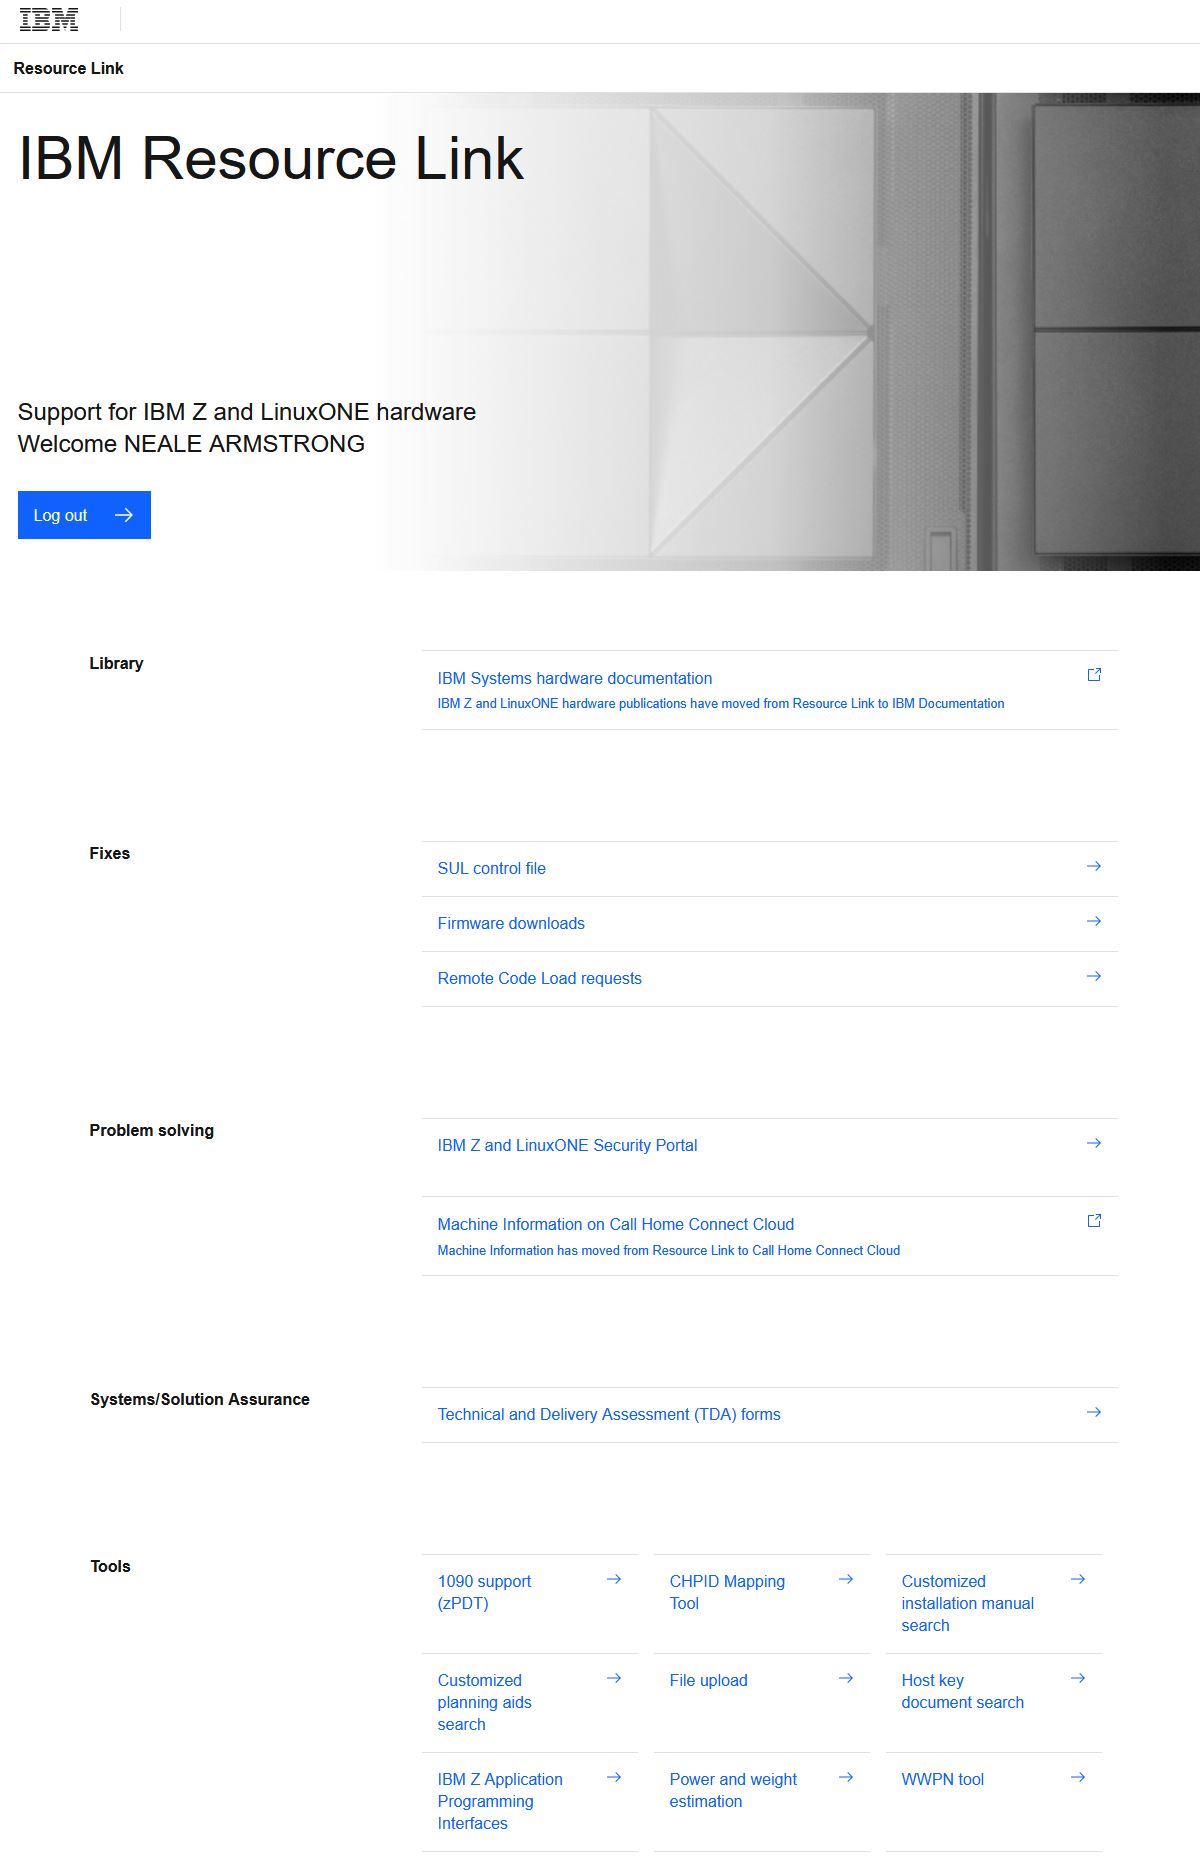 IBM
Resource Link
IBM Resource Link
Support for IBM Z and LinuxONE hardware
Welcome NEALE ARMSTRONG
Log out
Library
IBM Systems hardware documentation
IBM Z and LinuxONE hardware publications have moved from Resource Link to IBM Documentation
Fixes
SUL control file
Firmware downloads
Remote Code Load requests
Problem solving
IBM Z and LinuxONE Security Portal
Machine Information on Call Home Connect Cloud
Machine Information has moved from Resource Link to Call Home Connect Cloud
Systems/Solution Assurance
Technical and Delivery Assessment (TDA) forms
Tools
1090 support
(zPDT)
CHPID Mapping
Tool
Customized
installation manual
search
Customized
planning aids
search
File upload
Host key
document search
IBM Z Application
Programming
Interfaces
Power and weight
estimation
WWPN tool